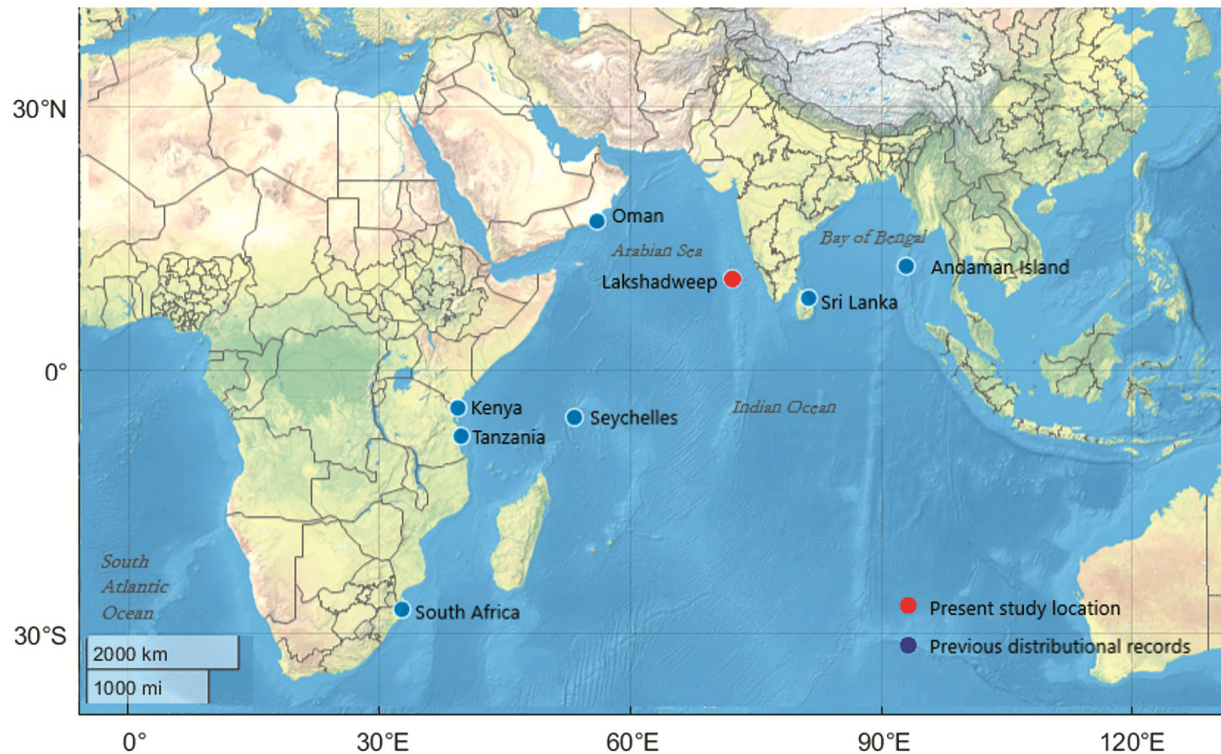 30°N
Oman
Bay of Bengal
Arabian Sea
Andaman Island
Lakshadweep
Sri Lanka
0°
Kenya
Indian Ocean
Seychelles
Tanzania
South
Atlantic
Ocean
South Africa
Present study location
30°S
Previous distributional records
2000 km
1000 mi
0°
30°E
60°E
90°E
120°E